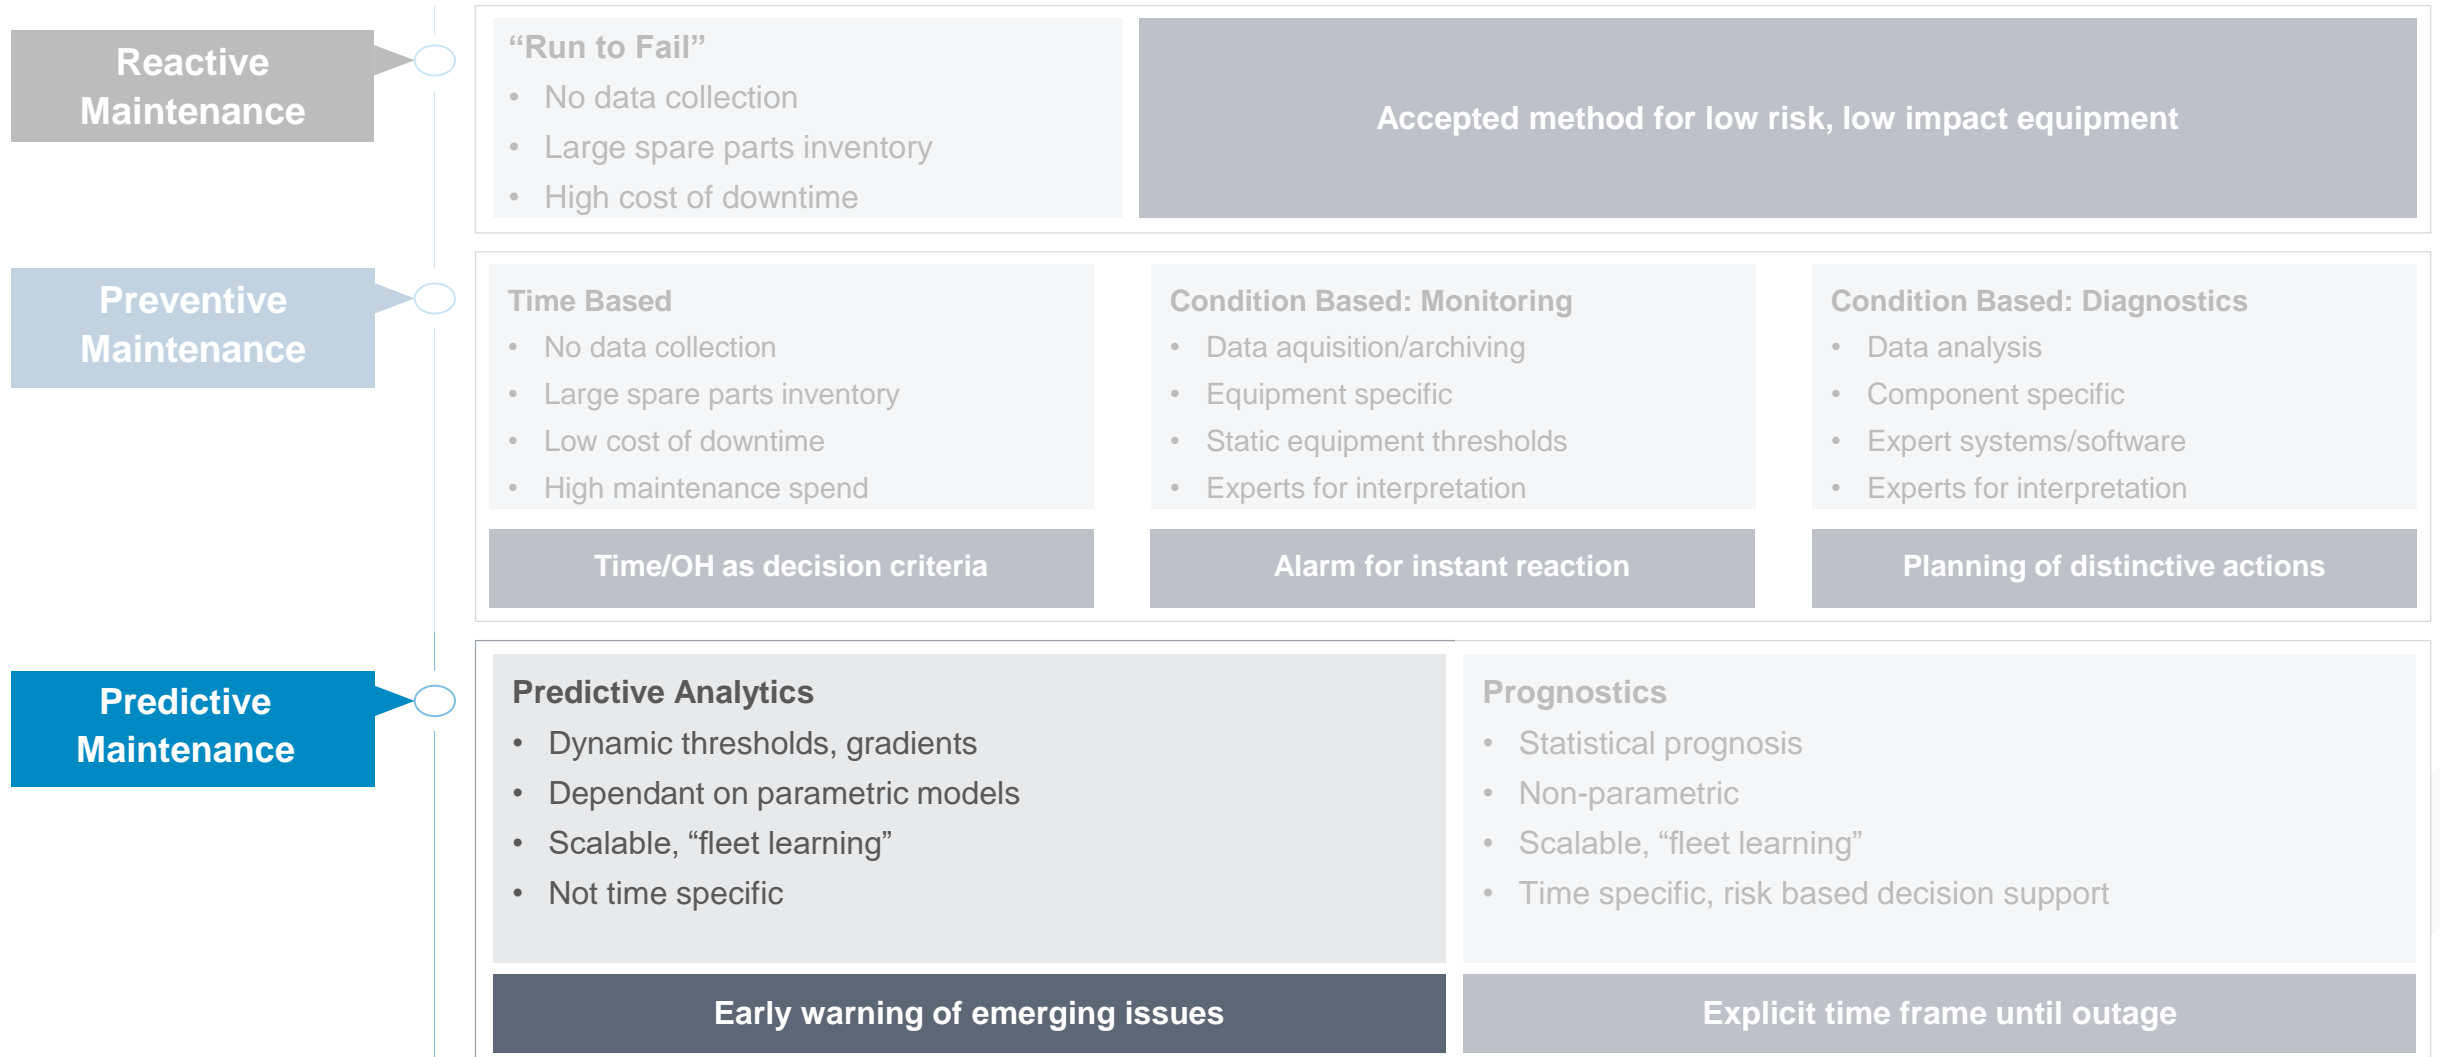 Reactive
Maintenance
“Run to Fail”
• No data collection
• Large spare parts inventory
• High cost of downtime
Accepted method for low risk, low impact equipment
Preventive
Maintenance
Time Based
• No data collection
• Large spare parts inventory
• Low cost of downtime
• High maintenance spend
Time/OH as decision criteria
Condition Based: Monitoring
• Data aquisition/archiving
• Equipment specific
• Static equipment thresholds
• Experts for interpretation
Alarm for instant reaction
Condition Based: Diagnostics
• Data analysis
• Component specific
• Expert systems/software
• Experts for interpretation
Planning of distinctive actions
Predictive
Maintenance
Predictive Analytics
• Dynamic thresholds, gradients
• Dependant on parametric models
• Scalable, “fleet learning”
• Not time specific
Early warning of emerging issues
Prognostics
• Statistical prognosis
• Non-parametric
• Scalable, “fleet learning”
• Time specific, risk based decision support
Explicit time frame until outage